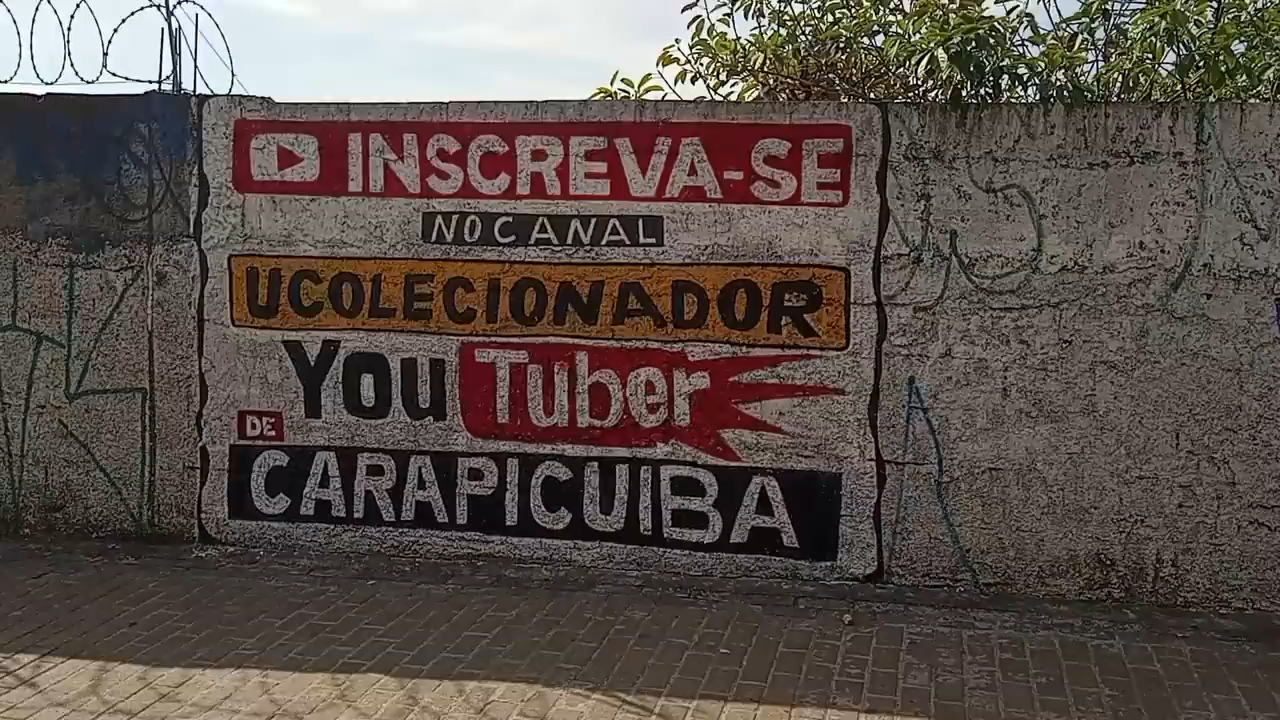 INSCREVA-SE
NO CANAL
UCOLECIONADOR
YouTuber
DE
CARAPICUIBA